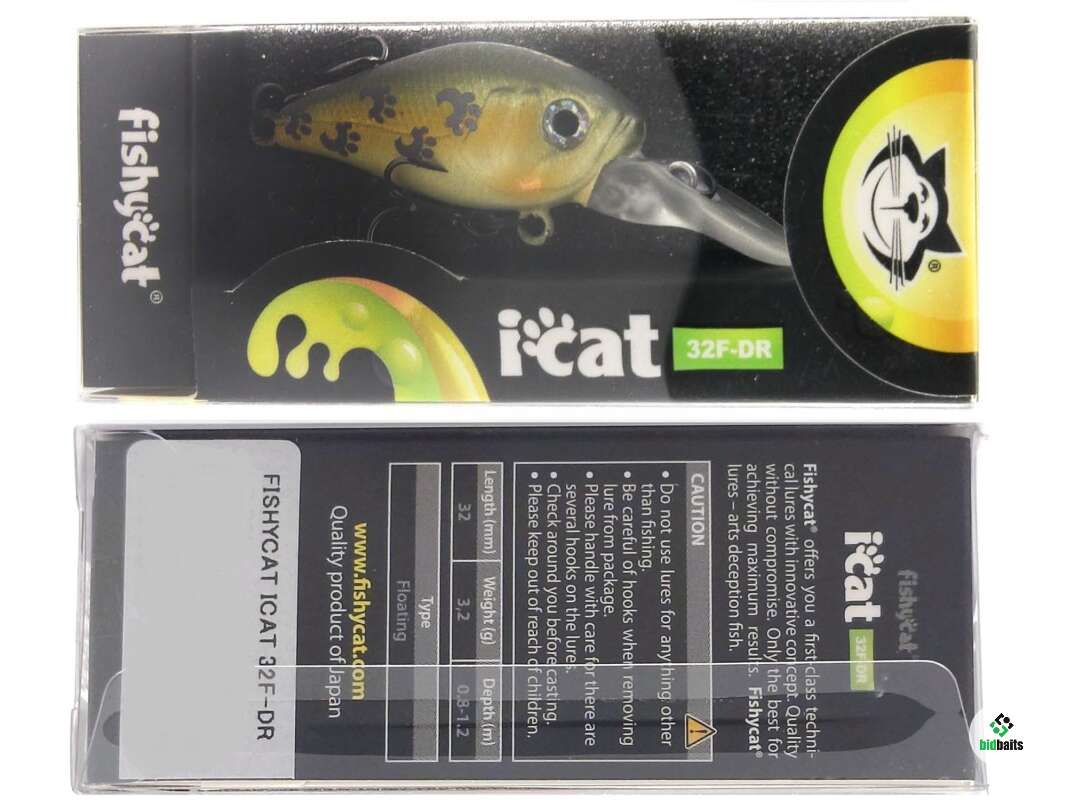 fishycat®
®
icat
32F-DR
fishycat
icat
32F-DR
Fishycat® offers you a first-class techni-
cal lures with innovative concept. Quality
without compromise. Only the best for
achieving maximum results. Fishycat®
lures – arts deception fish.
CAUTION
• Do not use lures for anything other
than fishing.
• Be careful of hooks when removing
lure from package.
• Please handle with care for there are
several hooks on the lures.
• Check around you before casting.
• Please keep out of reach of children.
Length (mm) Weight (g) Depth (m)
32 3,2 0.8-1.2
Type
Floating
www.fishycat.com
Quality product of Japan
FISHYCAT ICAT 32F-DR
bidbaits